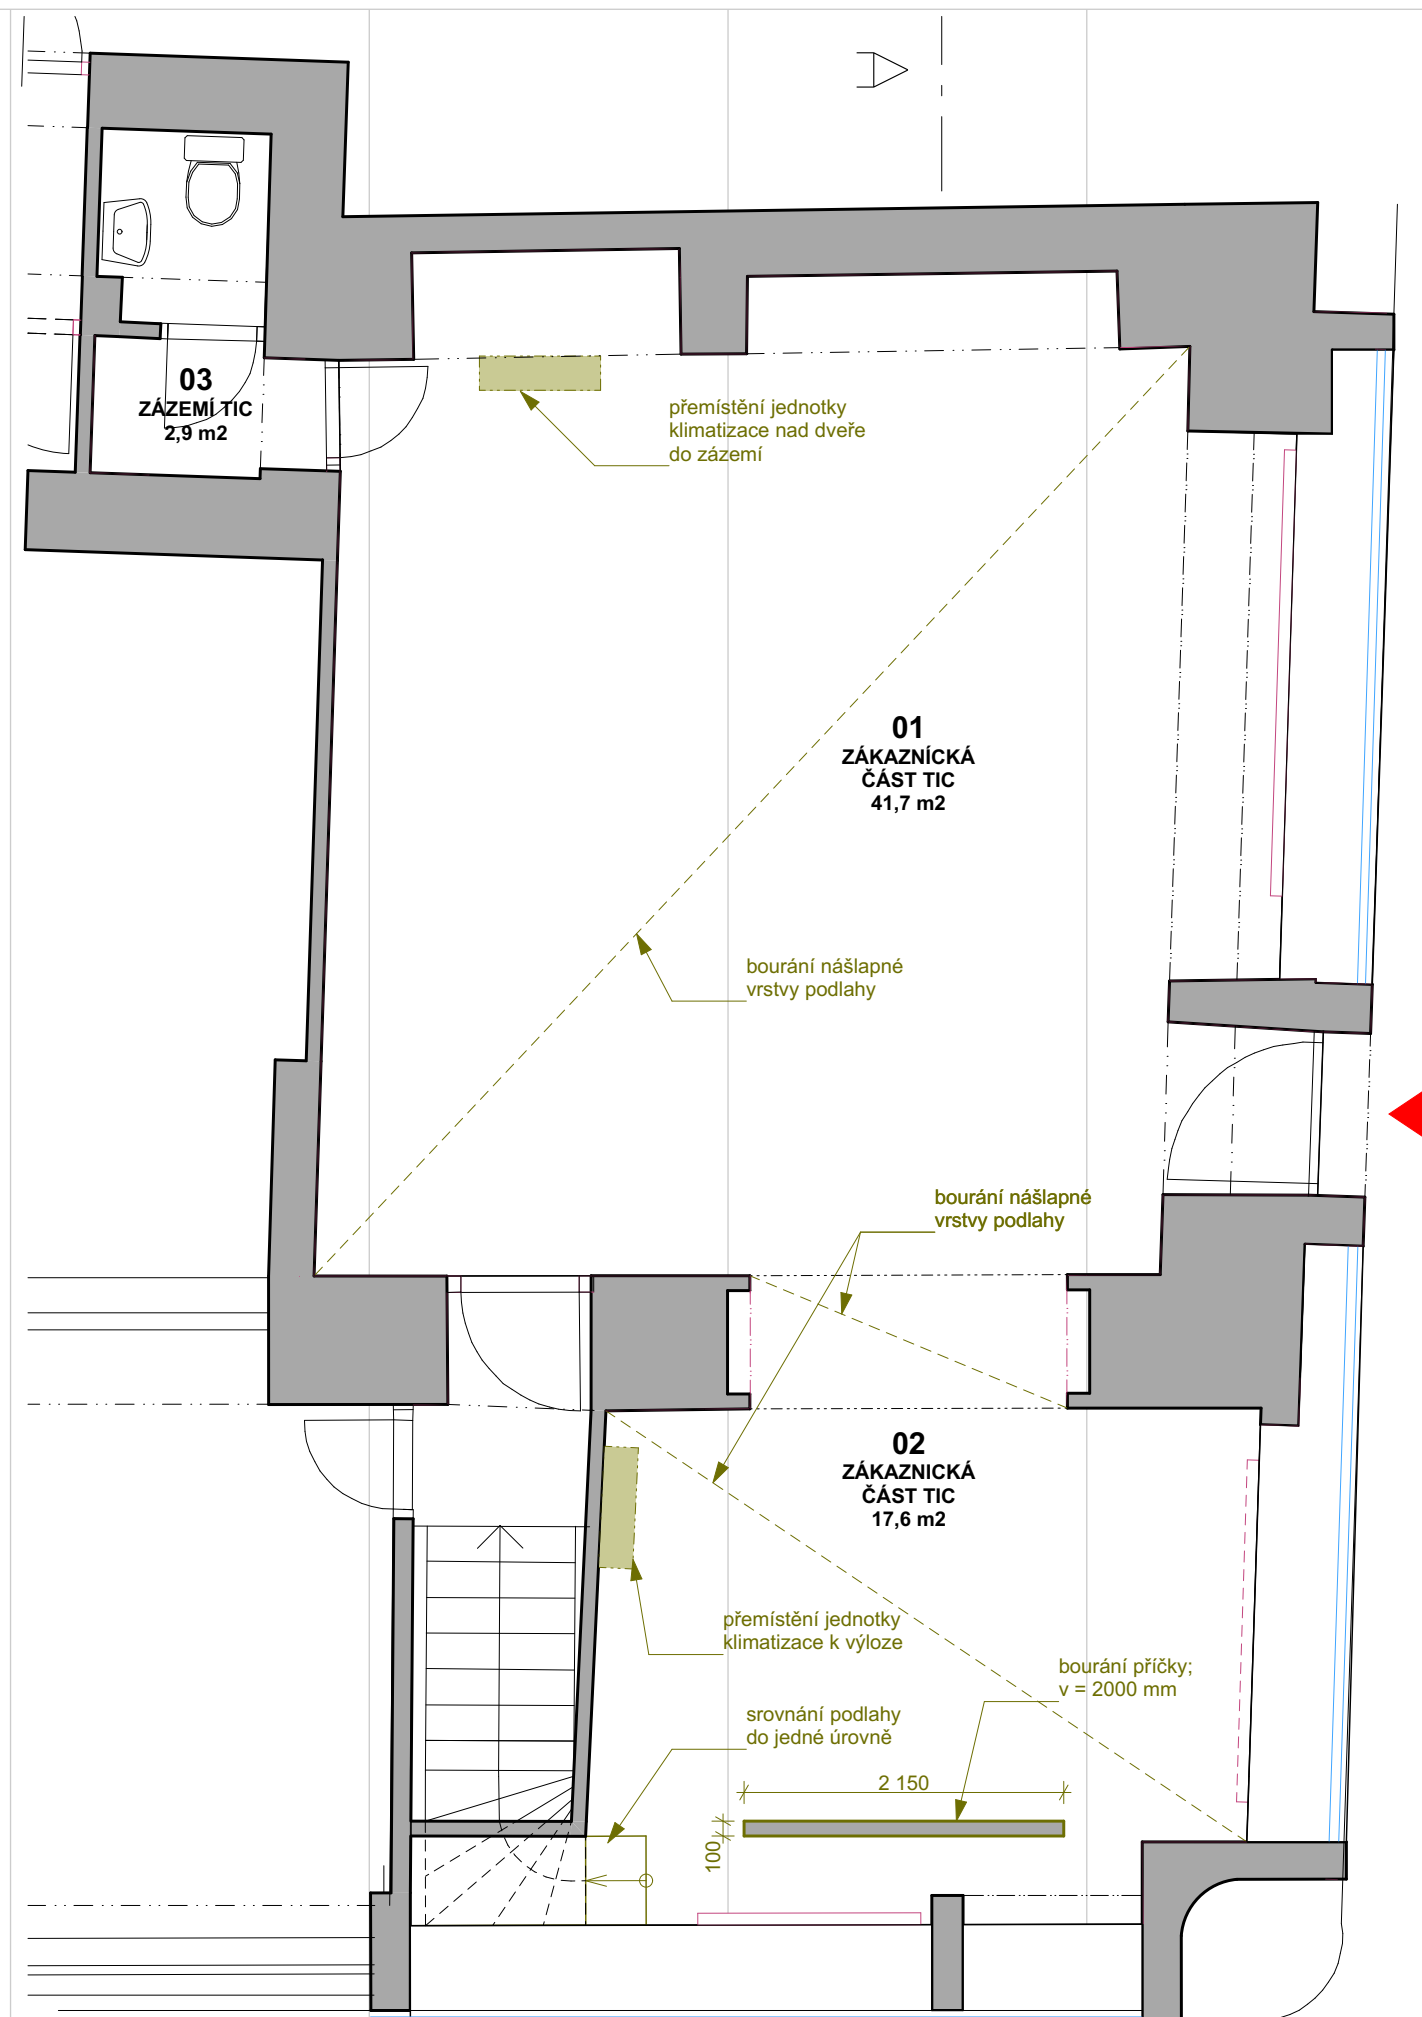 03
ZÁZEMÍ TIC
2,9 m2
přemístění jednotky
klimatizace nad dveře
do zázemí
01
ZÁKAZNÍCKÁ
ČÁST TIC
41,7 m2
bourání nášlapné
vrstvy podlahy
bourání nášlapné
vrstvy podlahy
02
ZÁKAZNICKÁ
ČÁST TIC
17,6 m2
přemístění jednotky
klimatizace k výloze
bourání příčky;
v = 2000 mm
srovnání podlahy
do jedné úrovně
2 150
100